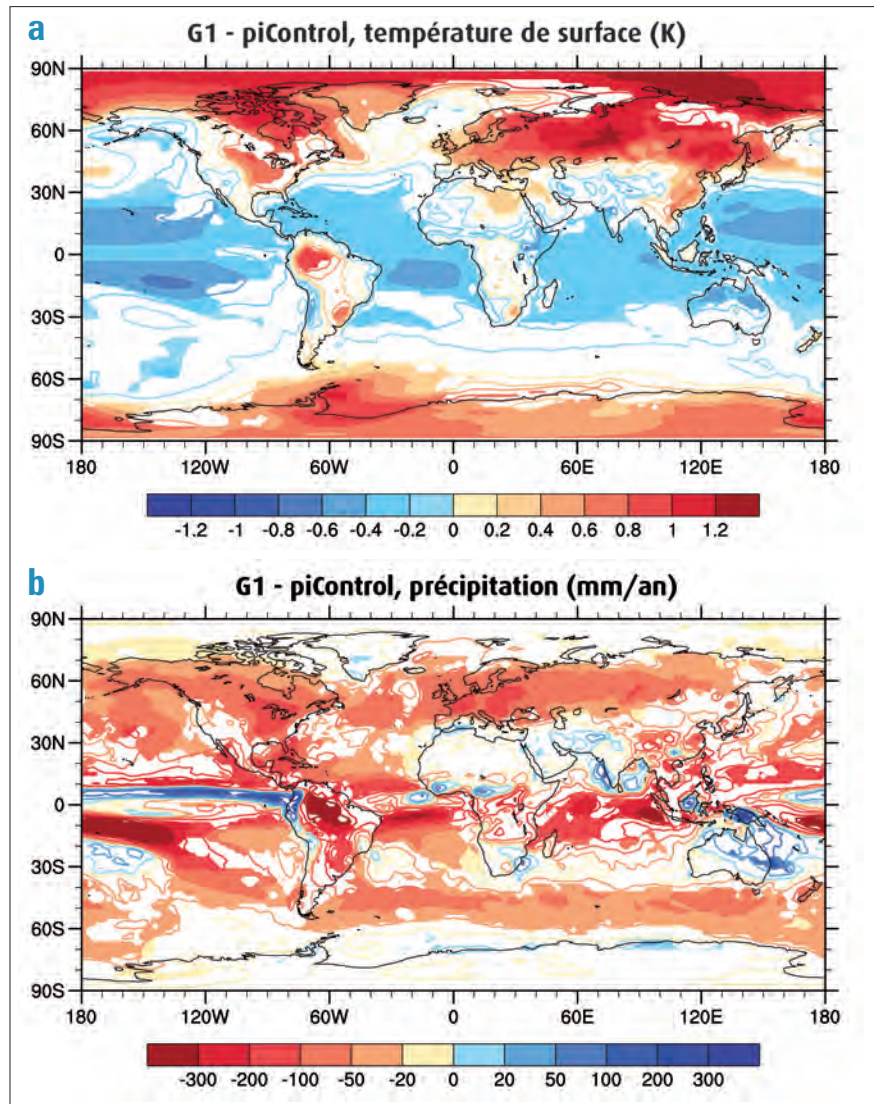 a
G1 - piControl, température de surface (K)
90N
60N
30N
0
30S
60S
90S
180 120W 60W 0 60E 120E 180
-1.2 -1 -0.8 -0.6 -0.4 -0.2 0 0.2 0.4 0.6 0.8 1 1.2
b
G1 - piControl, précipitation (mm/an)
90N
60N
30N
0
30S
60S
90S
180 120W 60W 0 60E 120E 180
-300 -200 -100 -50 -20 0 20 50 100 200 300